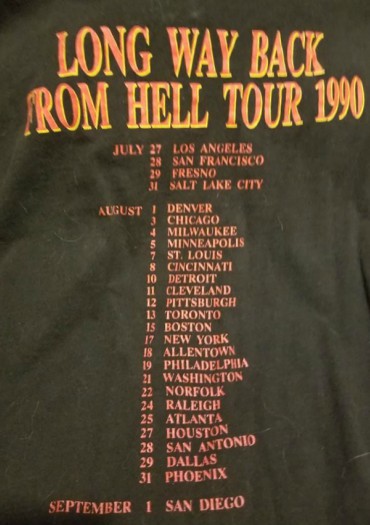 LONG WAY BACK
FROM HELL TOUR 1990
JULY 27 LOS ANGELES
28 SAN FRANCISCO
29 FRESNO
31 SALT LAKE CITY
AUGUST 1 DENVER
3 CHICAGO
4 MILWAUKEE
5 MINNEAPOLIS
7 ST. LOUIS
8 CINCINNATI
10 DETROIT
11 CLEVELAND
12 PITTSBURGH
13 TORONTO
15 BOSTON
17 NEW YORK
18 ALLENTOWN
19 PHILADELPHIA
21 WASHINGTON
22 NORFOLK
24 RALEIGH
25 ATLANTA
27 HOUSTON
28 SAN ANTONIO
29 DALLAS
31 PHOENIX
SEPTEMBER 1 SAN DIEGO